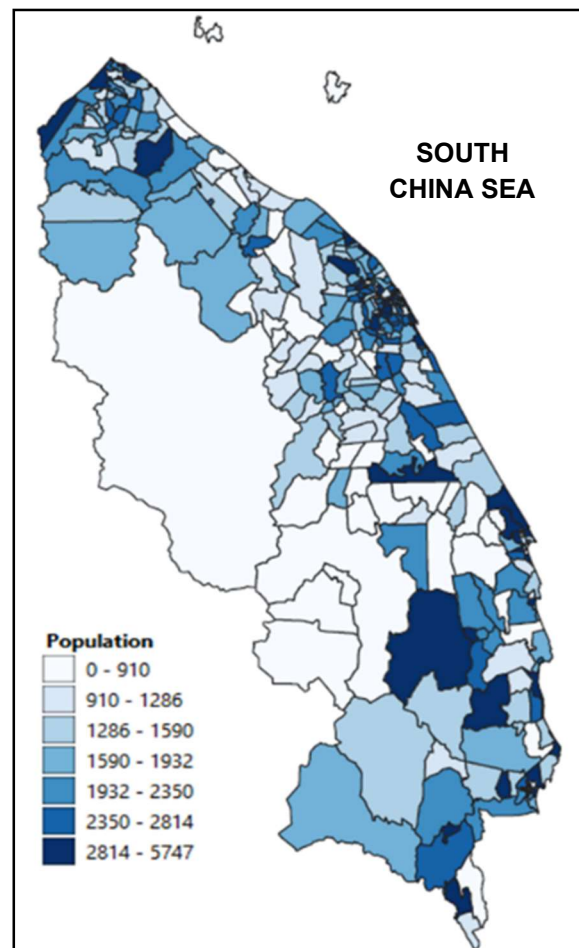 SOUTH
CHINA SEA
Population
0 - 910
910 - 1286
1286 - 1590
1590 - 1932
1932 - 2350
2350 - 2814
2814 - 5747